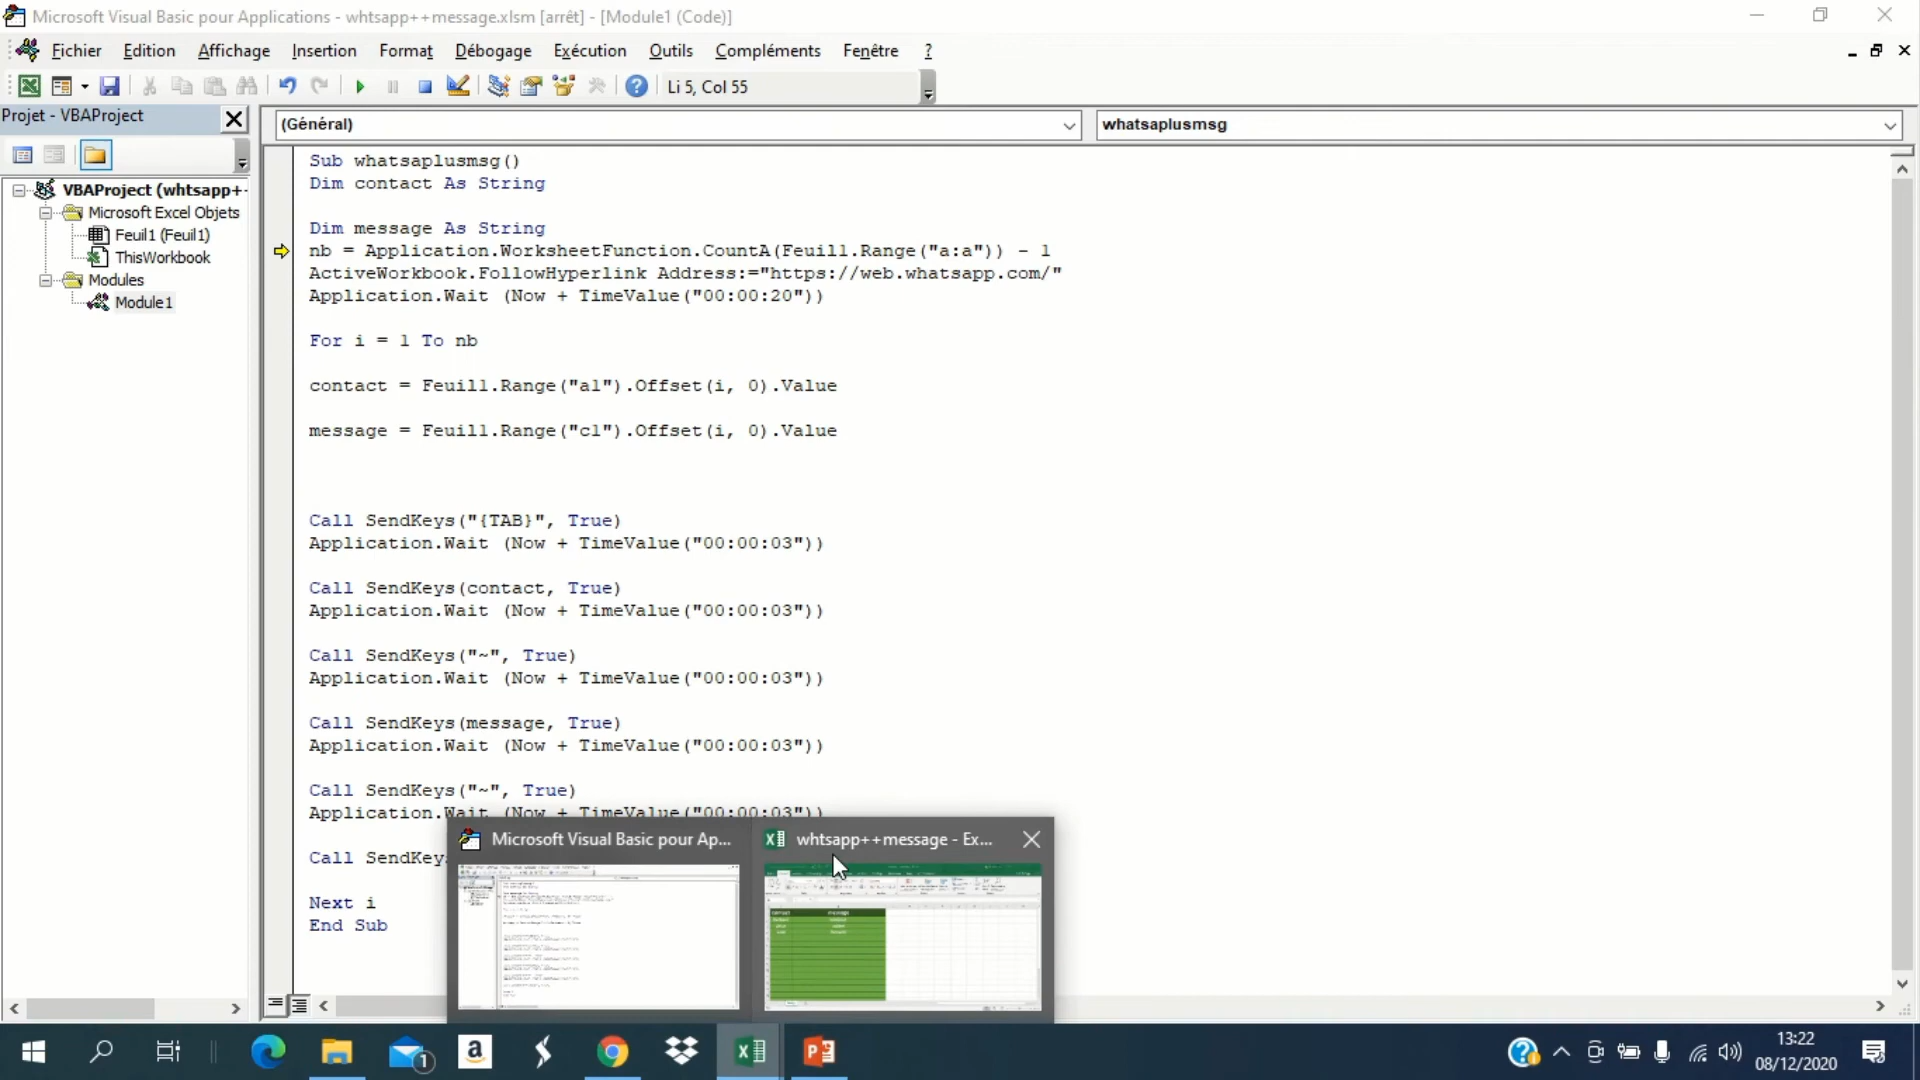 Microsoft Visual Basic pour Applications - whtsapp++message.xlsm [arrêt] - [Module1 (Code)]
Fichier Edition Affichage Insertion Format Débogage Exécution Outils Compléments Fenêtre ?
Li 5, Col 55
Projet - VBAProject
(Général)
whatsaplusmsg
VBAProject (whtsapp+
Microsoft Excel Objets
Feuil1 (Feuil1)
ThisWorkbook
Modules
Module1
Sub whatsaplusmsg()
Dim contact As String
Dim message As String
nb = Application.WorksheetFunction.CountA(Feuil1.Range("a:a")) - 1
ActiveWorkbook.FollowHyperlink Address:="https://web.whatsapp.com/"
Application.Wait (Now + TimeValue("00:00:20"))
For i = 1 To nb
contact = Feuil1.Range("a1").Offset(i, 0).Value
message = Feuil1.Range("c1").Offset(i, 0).Value
Call SendKeys("{TAB}", True)
Application.Wait (Now + TimeValue("00:00:03"))
Call SendKeys(contact, True)
Application.Wait (Now + TimeValue("00:00:03"))
Call SendKeys("~", True)
Application.Wait (Now + TimeValue("00:00:03"))
Call SendKeys(message, True)
Application.Wait (Now + TimeValue("00:00:03"))
Call SendKeys("~", True)
Application.Wait (Now + TimeValue("00:00:03"))
Call SendKey
Next i
End Sub
Microsoft Visual Basic pour Ap...
whtsapp++message - Ex...
1
13:22
08/12/2020